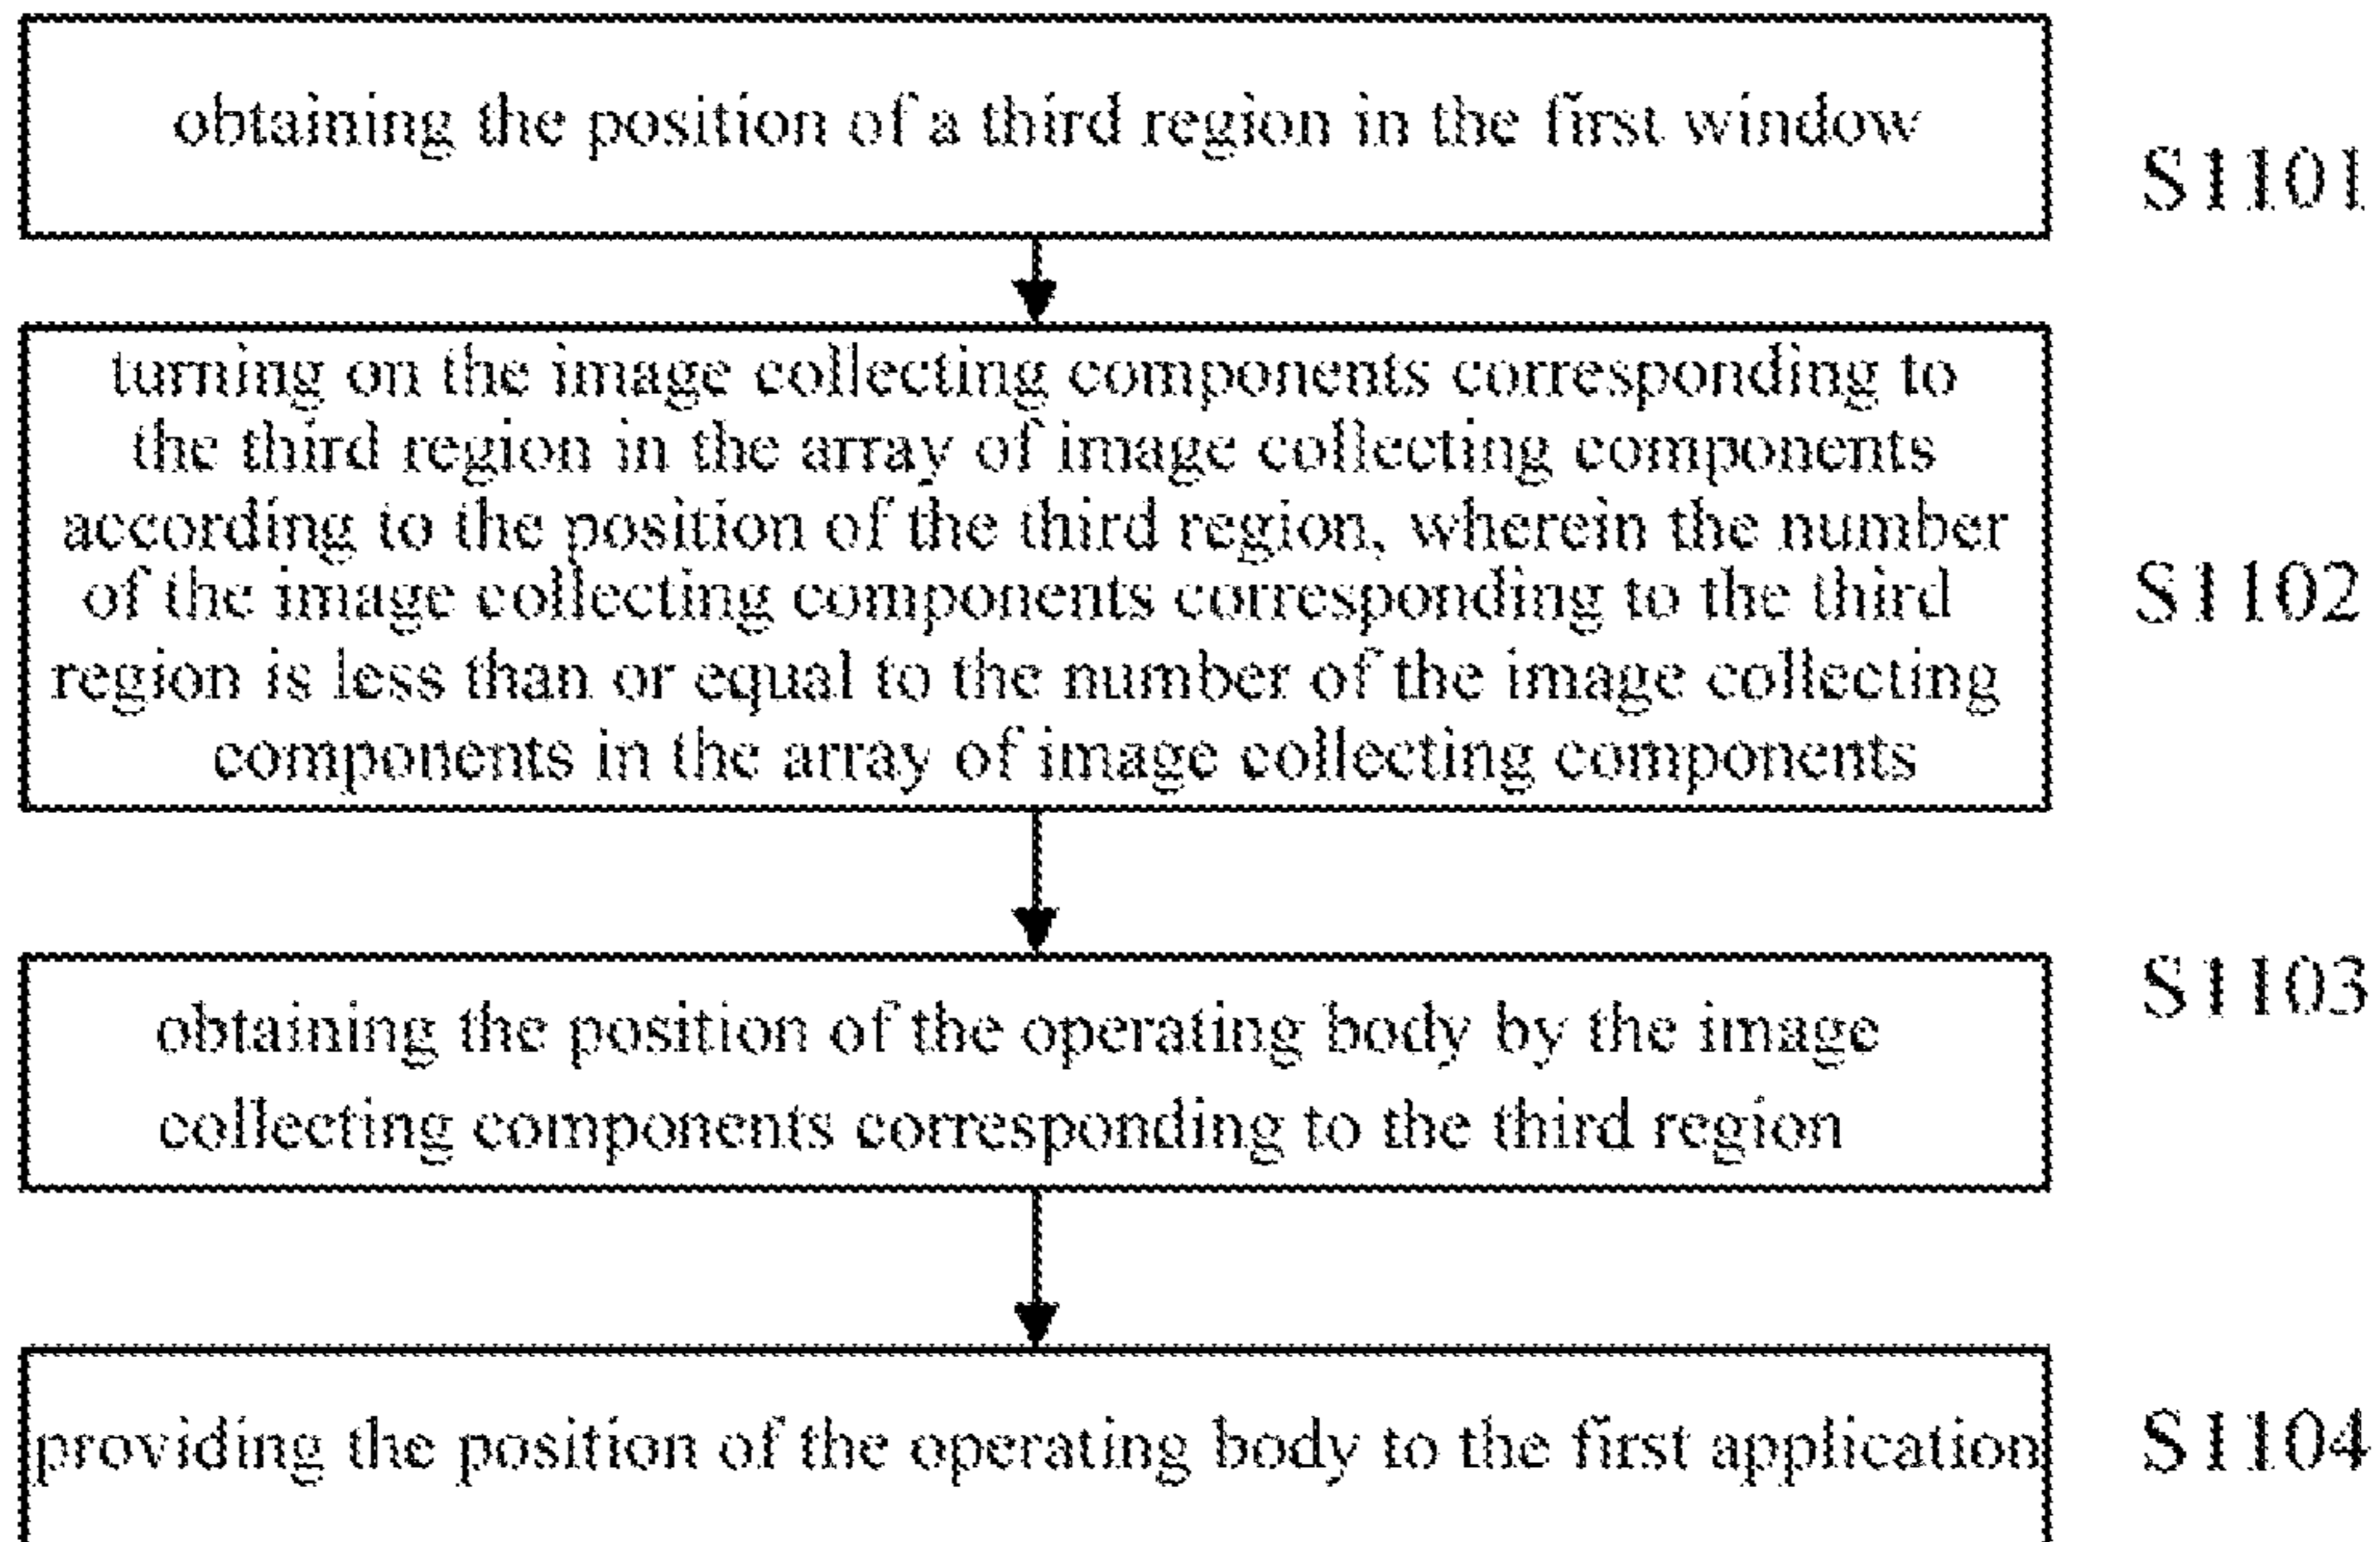 obtaining the position of a third region in the first window
S1101
turning on the image collecting components corresponding to
the third region in the array of image collecting components
according to the position of the third region, wherein the number
of the image collecting components corresponding to the third
region is less than or equal to the number of the image collecting
components in the array of image collecting components
S1102
obtaining the position of the operating body by the image
collecting components corresponding to the third region
S1103
providing the position of the operating body to the first application
S1104